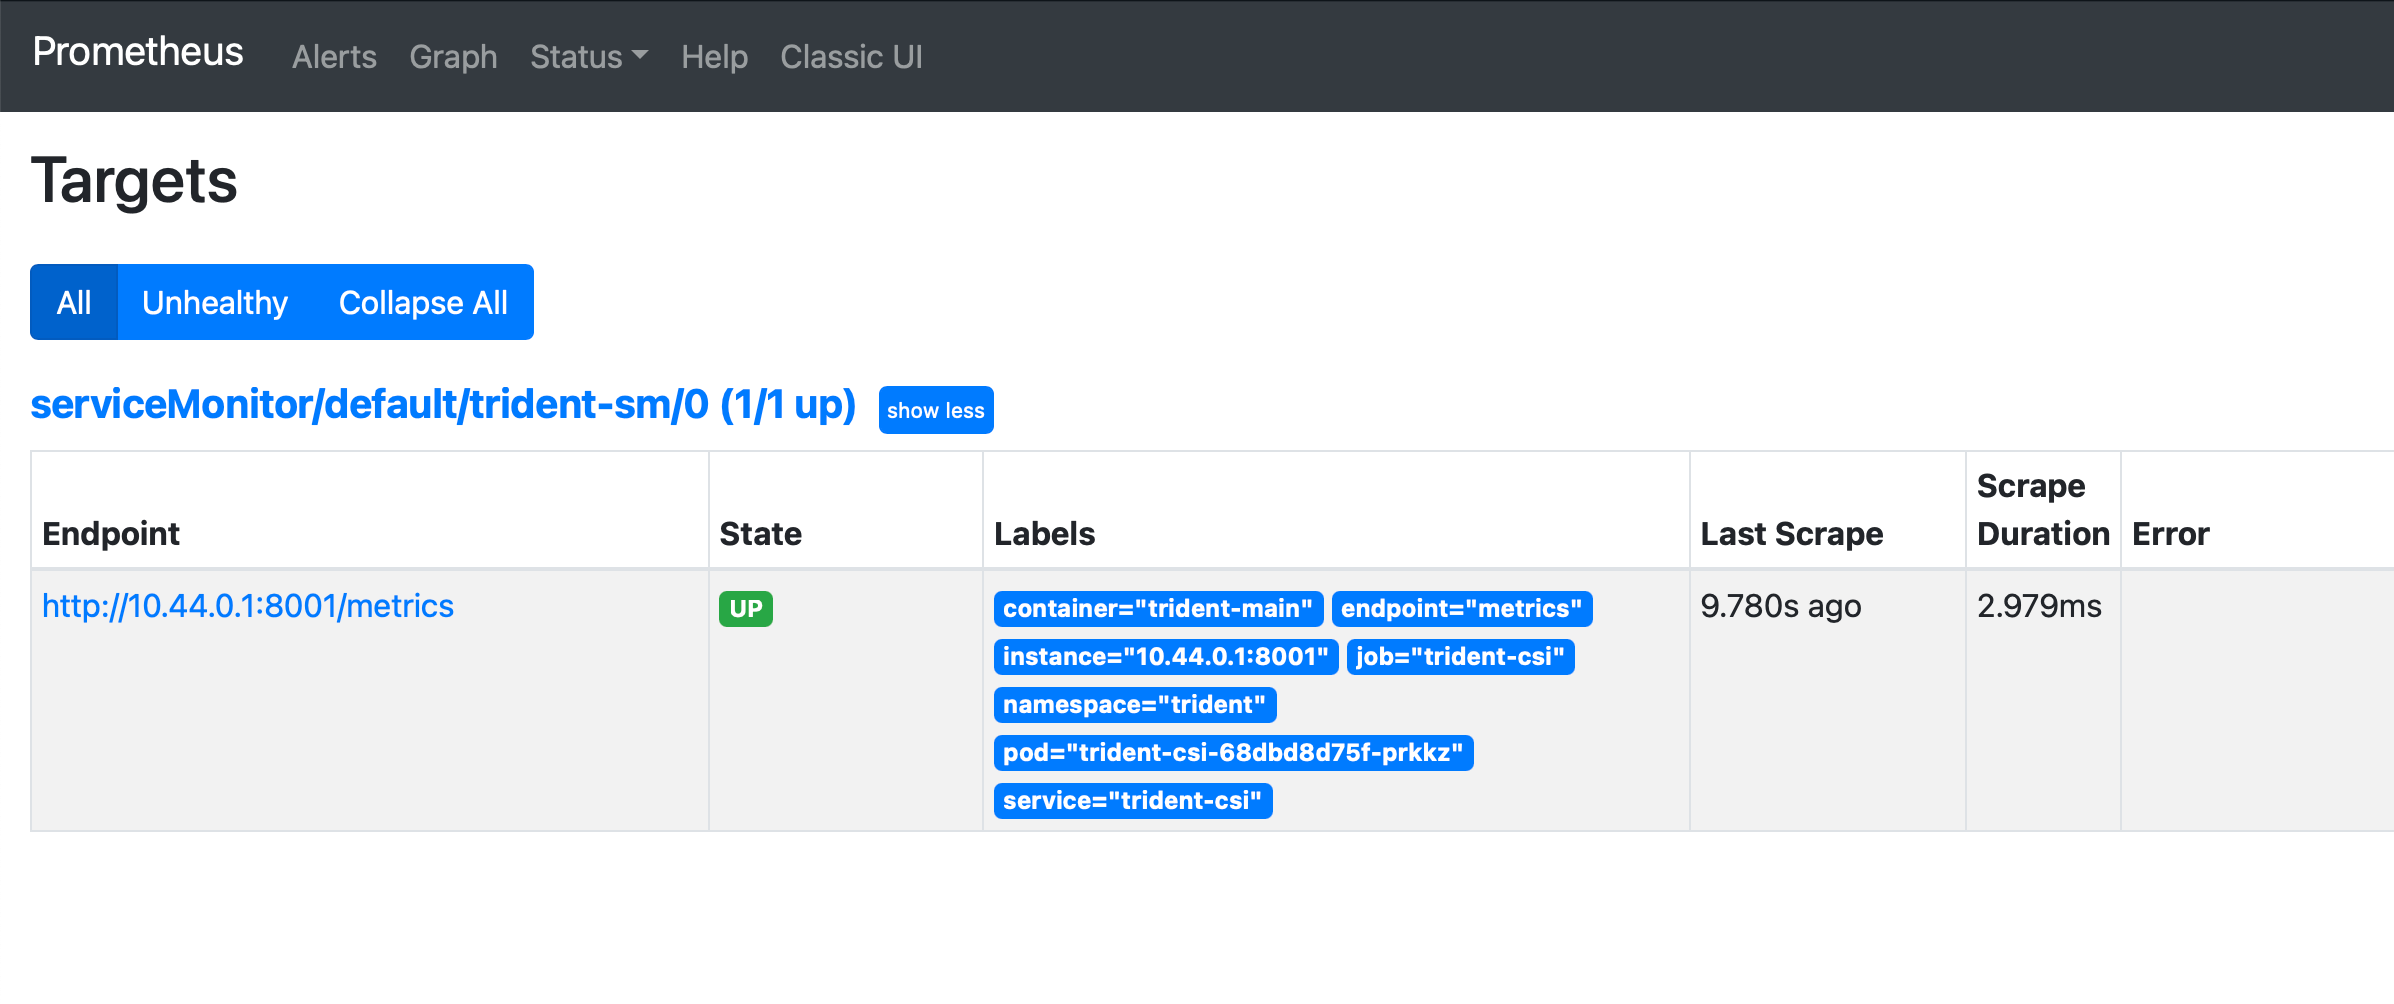 Prometheus Alerts Graph Status Help Classic UI
Targets
All Unhealthy Collapse All
serviceMonitor/default/trident-sm/0 (1/1 up) show less
Endpoint State Labels Last Scrape Scrape Duration Error
http://10.44.0.1:8001/metrics UP container="trident-main" endpoint="metrics" 9.780s ago 2.979ms
instance="10.44.0.1:8001" job="trident-csi"
namespace="trident"
pod="trident-csi-68dbd8d75f-prkkz"
service="trident-csi"